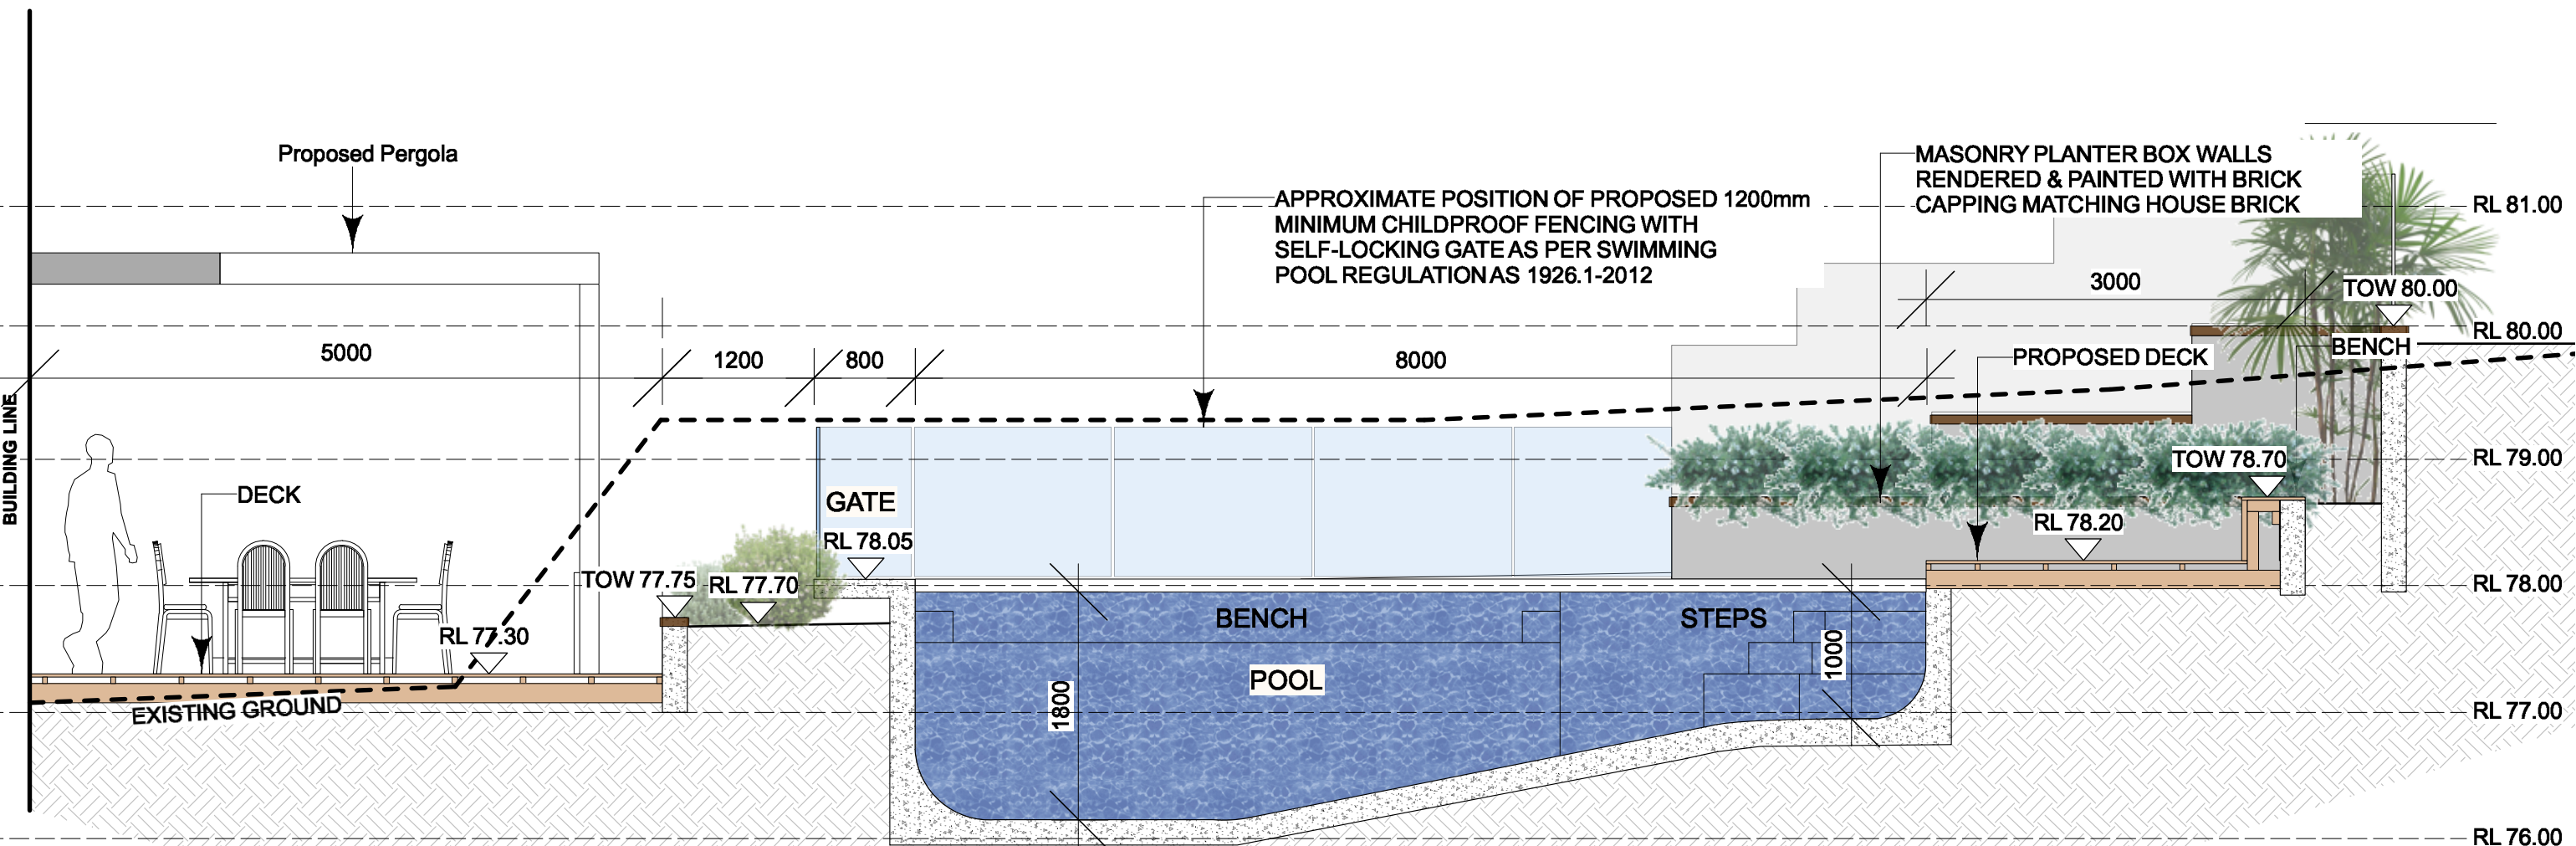 Proposed Pergola
MASONRY PLANTER BOX WALLS
RENDERED & PAINTED WITH BRICK
CAPPING MATCHING HOUSE BRICK
APPROXIMATE POSITION OF PROPOSED 1200mm
MINIMUM CHILDPROOF FENCING WITH
SELF-LOCKING GATE AS PER SWIMMING
POOL REGULATION AS 1926.1-2012
RL 81.00
3000
TOW 80.00
RL 80.00
5000
1200
800
8000
PROPOSED DECK
BENCH
BUILDING LINE
DECK
GATE
RL 78.05
TOW 78.70
RL 79.00
RL 78.20
TOW 77.75
RL 77.70
RL 78.00
RL 77.30
BENCH
STEPS
POOL
1800
1000
EXISTING GROUND
RL 77.00
RL 76.00